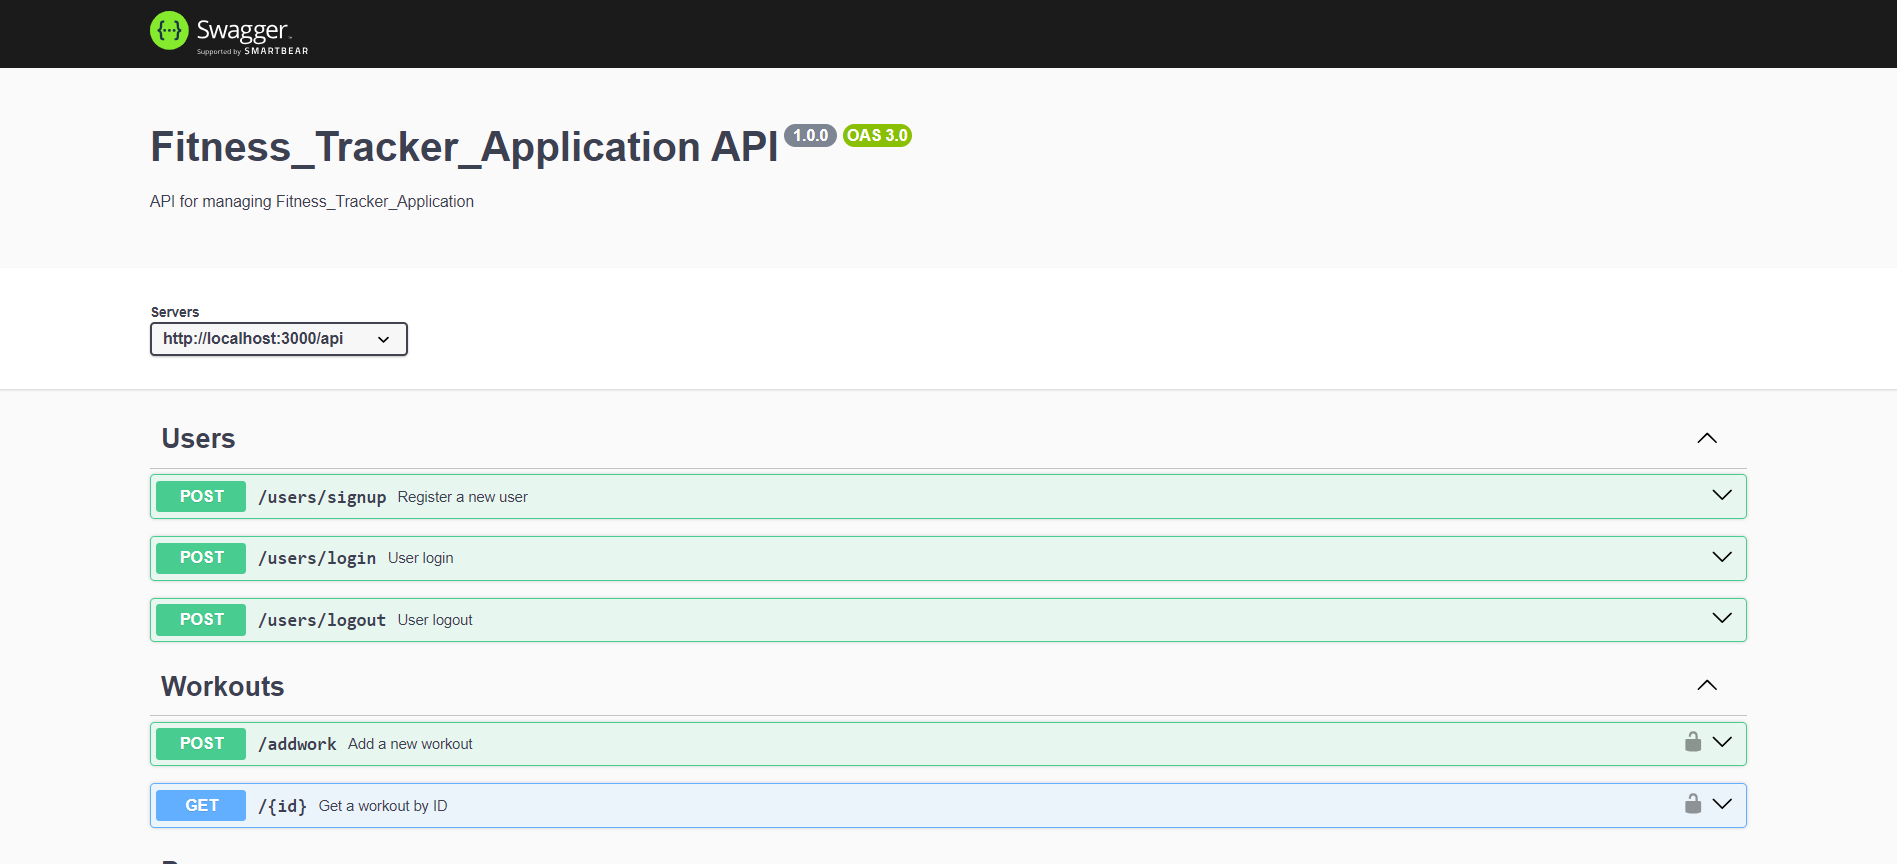 Swagger
Supported by SMARTBEAR
Fitness_Tracker_Application API 1.0.0 OAS 3.0
API for managing Fitness_Tracker_Application
Servers
http://localhost:3000/api
Users
POST /users/signup Register a new user
POST /users/login User login
POST /users/logout User logout
Workouts
POST /addwork Add a new workout
GET /{id} Get a workout by ID